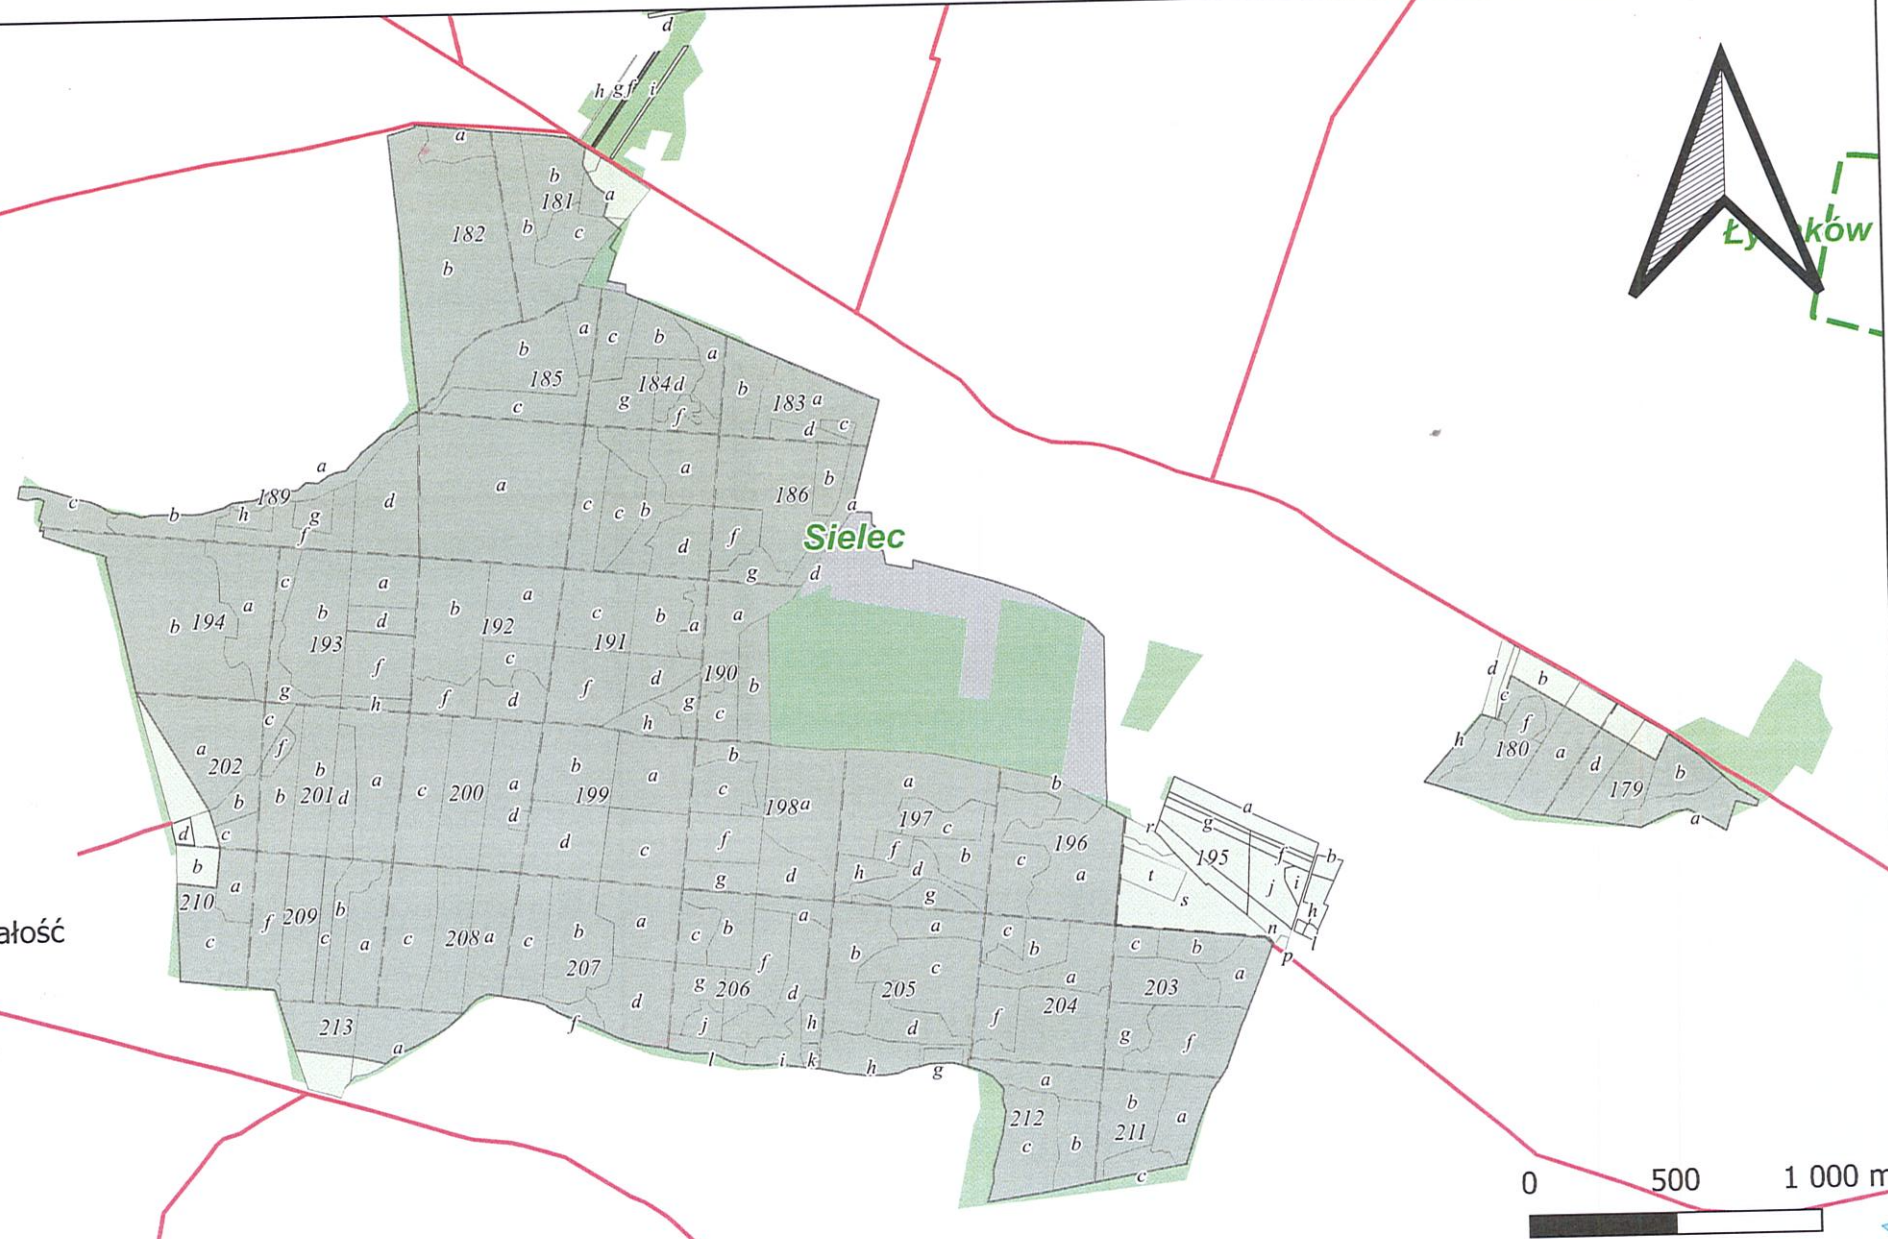 d
h g f i
a
b
181 a
182 b c
b
Sielec
a c b a
b
185 184 d b 183 a
c g f d c
a
189 d a c c b a 186 b
c b h g a
f d f
g d
194 b a c a
b d 193
f
g h
b a
192 c
f d
c b a
191 d
f g
h
a
190 b
c
a c f
202
b c
d
b
b b 201 d a
c 200 a
d
b a
199
d c
b
c 198 a
f
g d
a
197 c
f b
h d
g
b
196
c a
r a
g
195 f b
t j i
s h
n l
p
d b
c f
h 180 a d
179 b
a
a
210
c
f 209 b
c a
c 208 a c
b a
207
d
f
c b a
f
g 206 d
j h
l i k
a
b c
205
d
h g
c b
a
204
f
c b a
203
g f
a
212
c b
b a
211
c
213
a
ałość
0 500 1 000 m